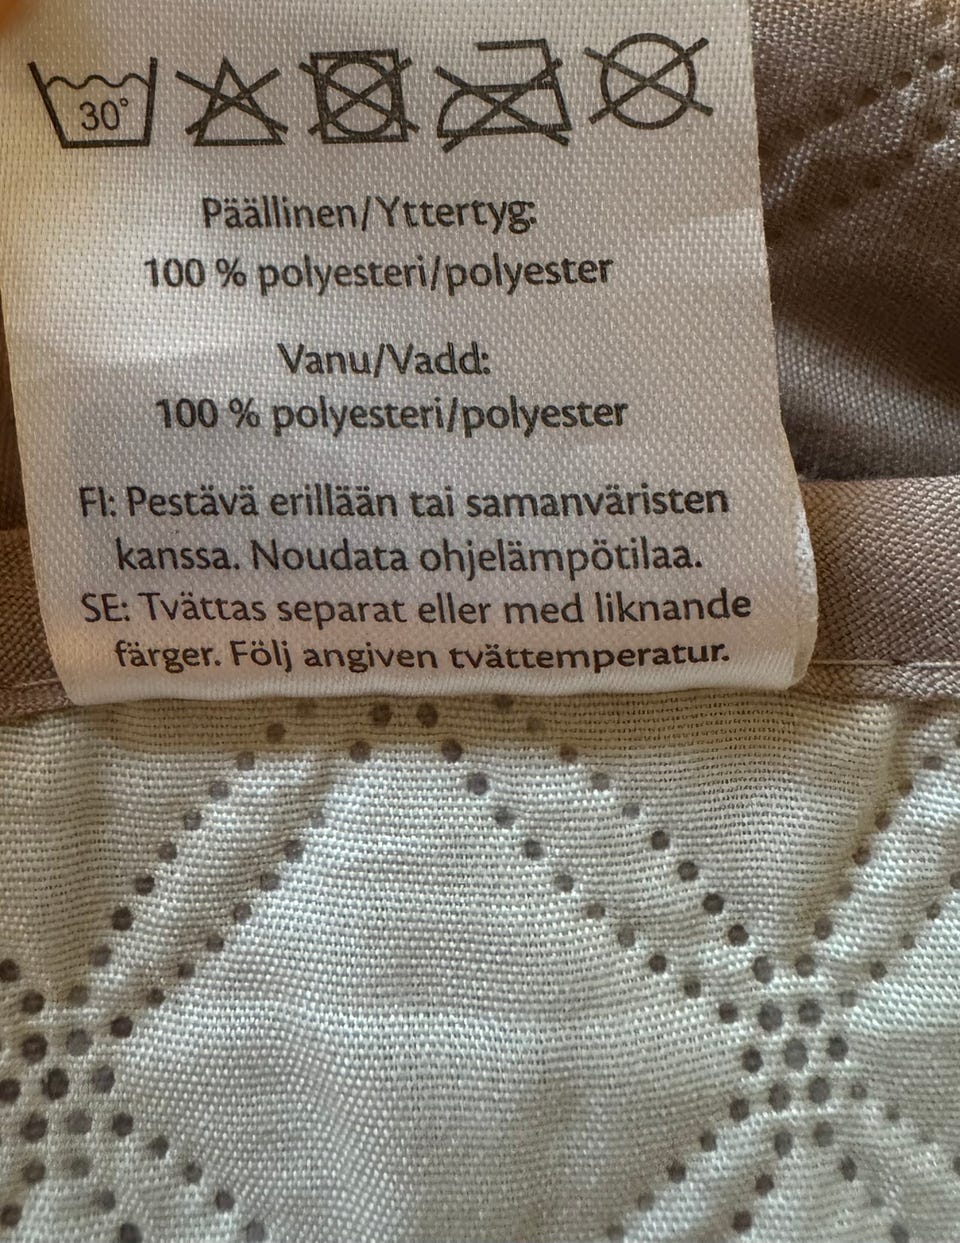 30°
Päällinen/Yttertyg:
100 % polyesteri/polyester
Vanu/Vadd:
100 % polyesteri/polyester
FI: Pestävä erillään tai samanväristen
kanssa. Noudata ohjelämpötilaa.
SE: Tvättas separat eller med liknande
färger. Följ angiven tvättemperatur.